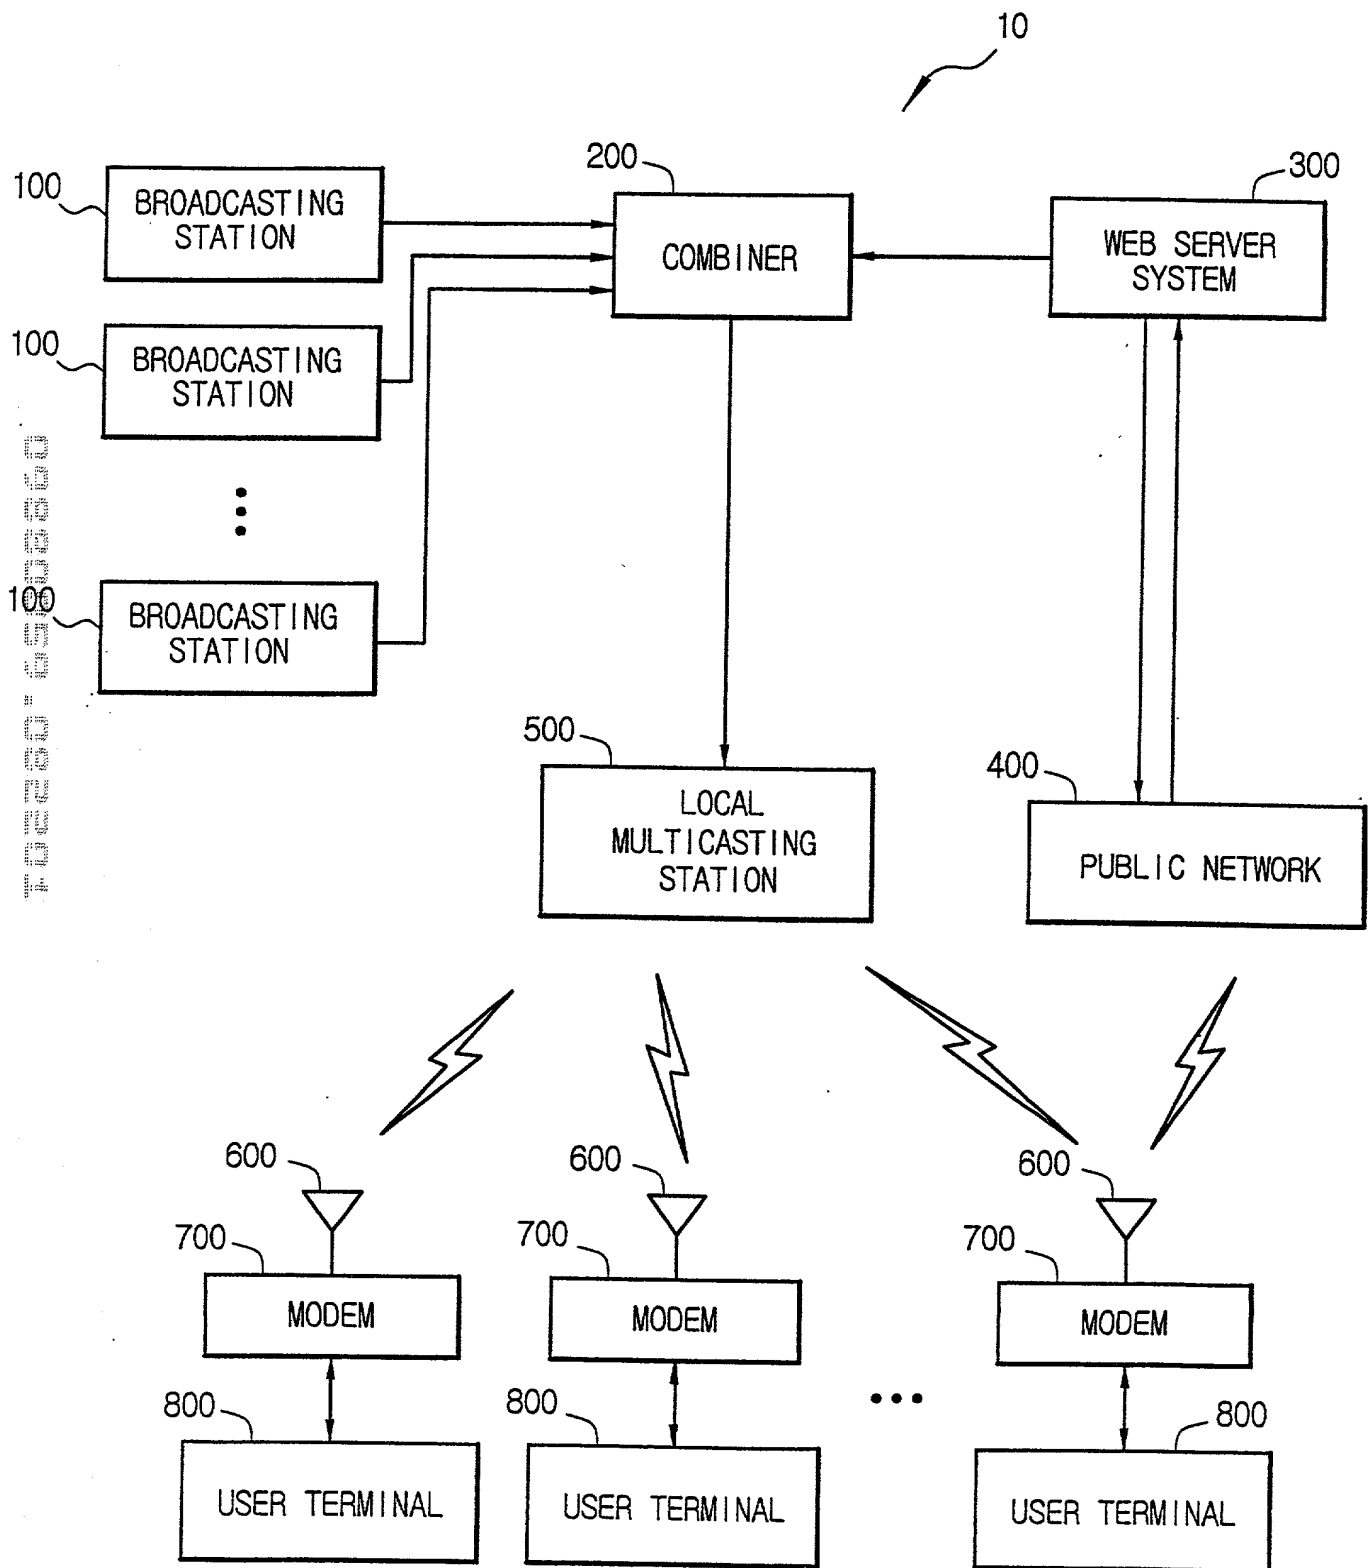 10
200
300
100
BROADCASTING
STATION
COMBINER
WEB SERVER
SYSTEM
100
BROADCASTING
STATION
100
BROADCASTING
STATION
500
LOCAL
MULTICASTING
STATION
400
PUBLIC NETWORK
600
600
600
700
MODEM
700
MODEM
700
MODEM
800
USER TERMINAL
800
USER TERMINAL
800
USER TERMINAL